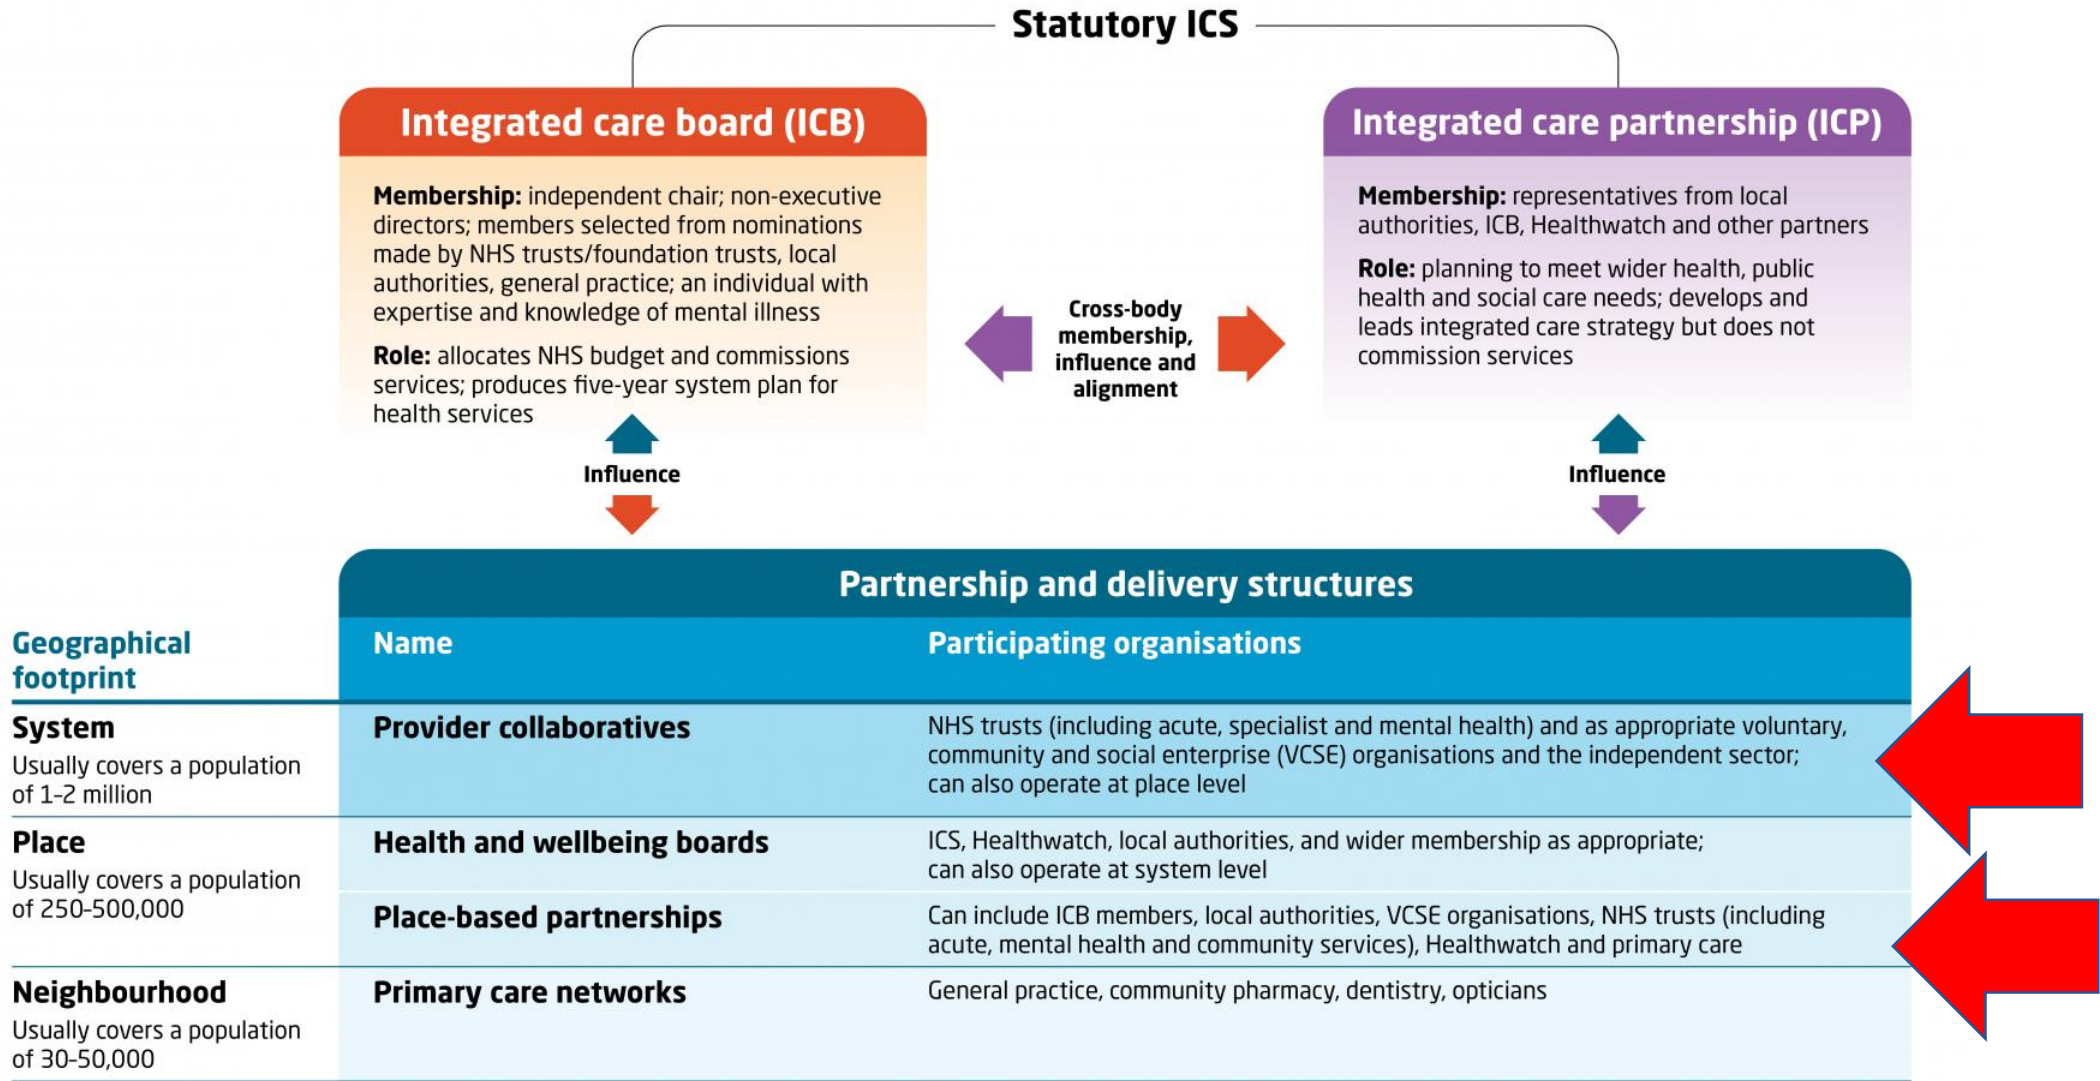 Statutory ICS
Integrated care board (ICB)
Membership: independent chair; non-executive
directors; members selected from nominations
made by NHS trusts/foundation trusts, local
authorities, general practice; an individual with
expertise and knowledge of mental illness
Role: allocates NHS budget and commissions
services; produces five-year system plan for
health services
Cross-body
membership,
influence and
alignment
Integrated care partnership (ICP)
Membership: representatives from local
authorities, ICB, Healthwatch and other partners
Role: planning to meet wider health, public
health and social care needs; develops and
leads integrated care strategy but does not
commission services
Influence
Influence
Partnership and delivery structures
Geographical
footprint
Name
Participating organisations
System
Usually covers a population
of 1–2 million
Provider collaboratives
NHS trusts (including acute, specialist and mental health) and as appropriate voluntary,
community and social enterprise (VCSE) organisations and the independent sector;
can also operate at place level
Place
Usually covers a population
of 250–500,000
Health and wellbeing boards
ICS, Healthwatch, local authorities, and wider membership as appropriate;
can also operate at system level
Place-based partnerships
Can include ICB members, local authorities, VCSE organisations, NHS trusts (including
acute, mental health and community services), Healthwatch and primary care
Neighbourhood
Usually covers a population
of 30–50,000
Primary care networks
General practice, community pharmacy, dentistry, opticians